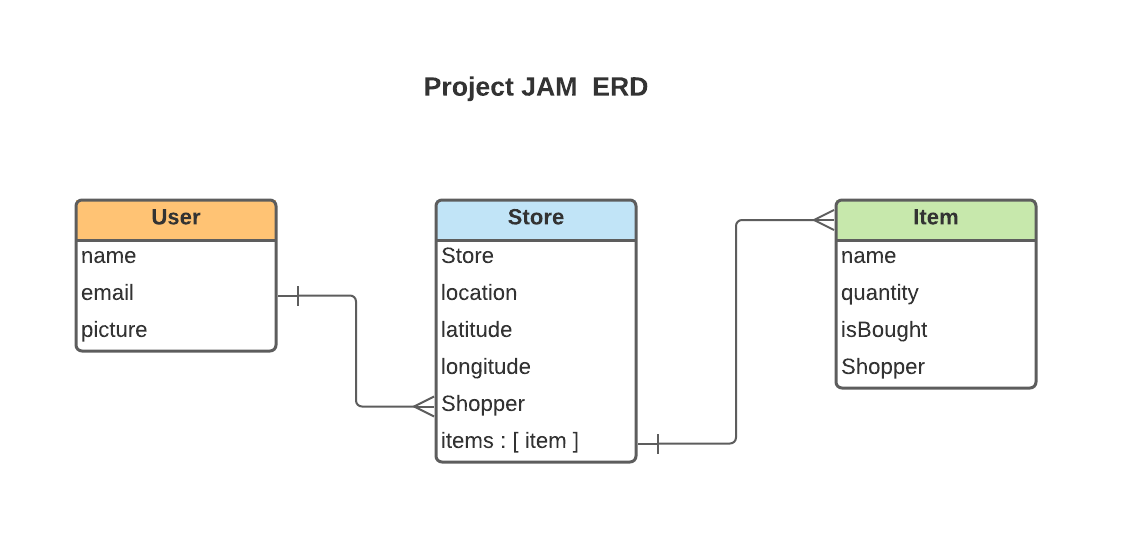 Project JAM  ERD
User
name
email
picture
Store
Store
location
latitude
longitude
Shopper
items : [ item ]
Item
name
quantity
isBought
Shopper